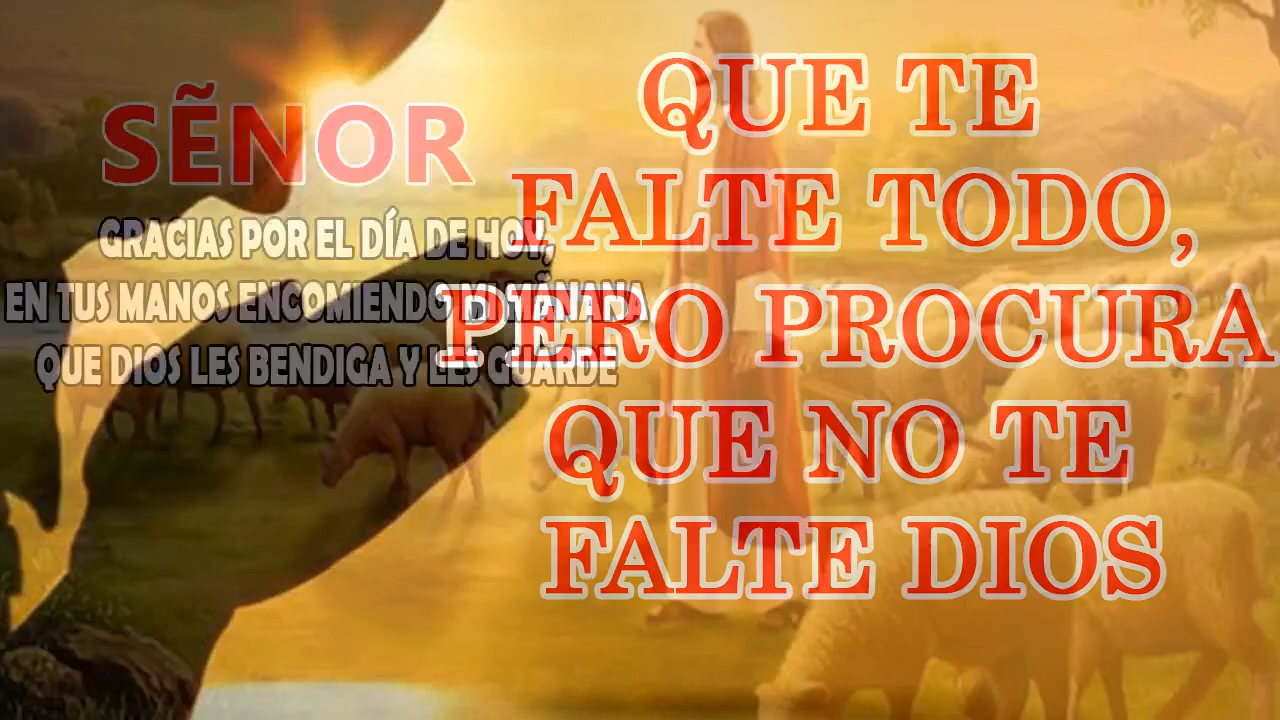 SẼNOR
GRACIAS POR EL DÍA DE HOY,
EN TUS MANOS ENCOMIENDO MI MAÑANA
QUE DIOS LES BENDIGA Y LES GUARDE
QUE TE
FALTE TODO,
PERO PROCURA
QUE NO TE
FALTE DIOS